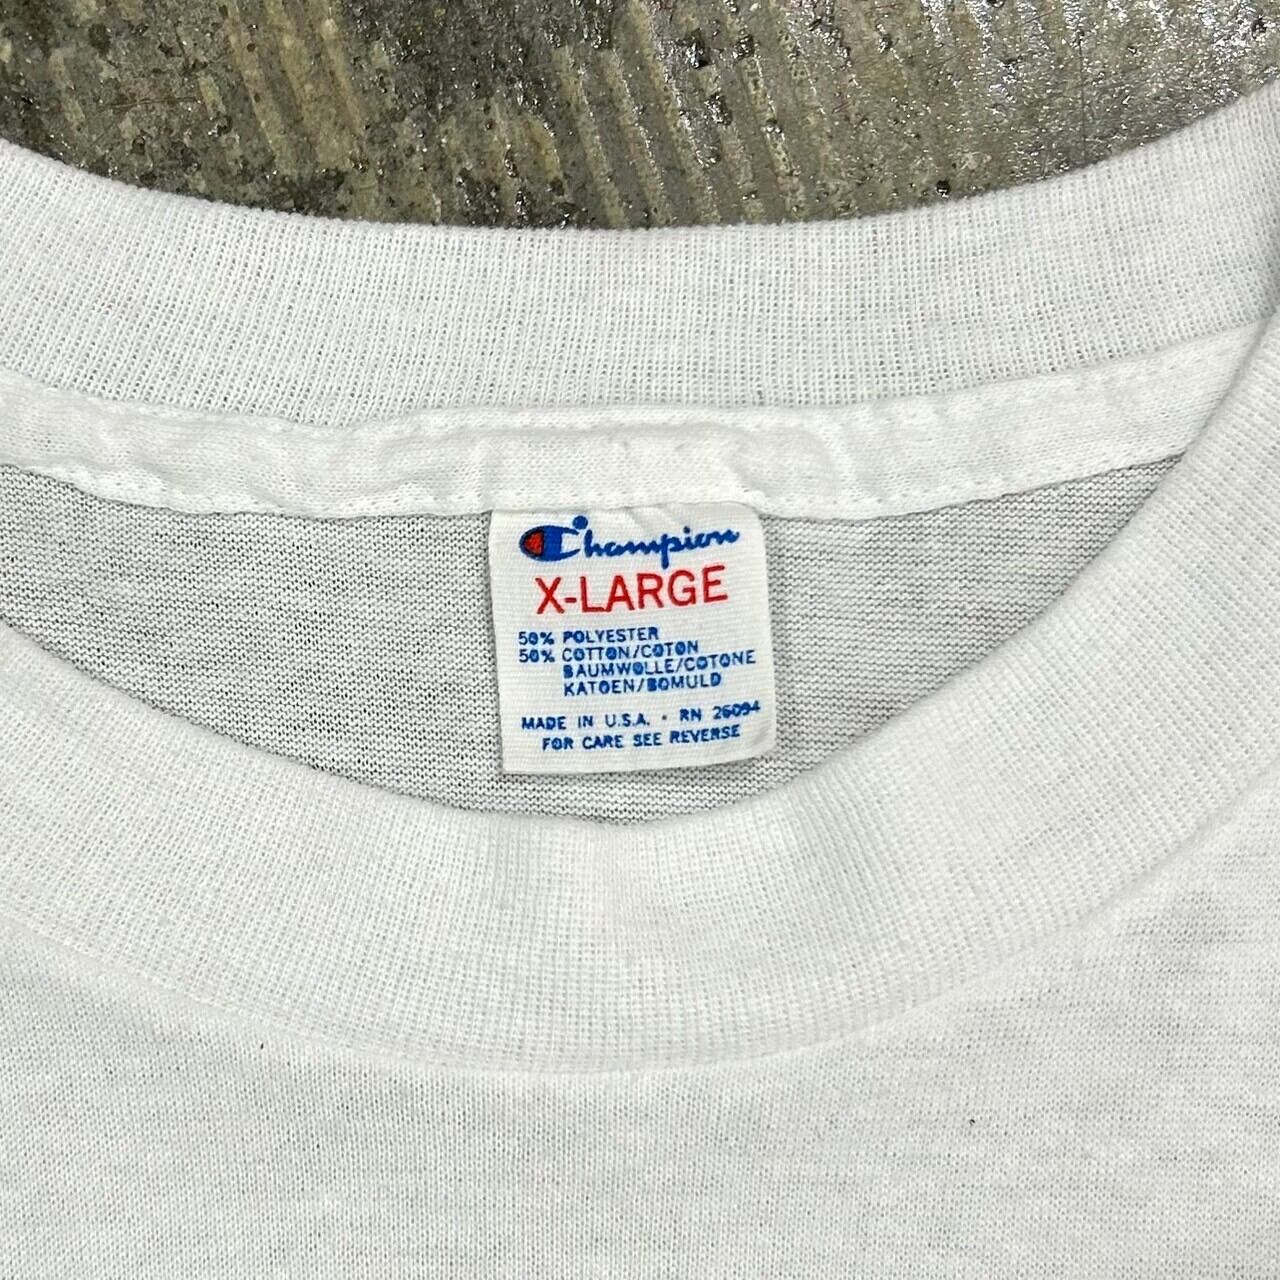 Champion
X-LARGE
50% POLYESTER
50% COTTON/COTON
BAUMWOLLE/COTONE
KATOEN/BOMULD
MADE IN U.S.A. • RN 26094
FOR CARE SEE REVERSE